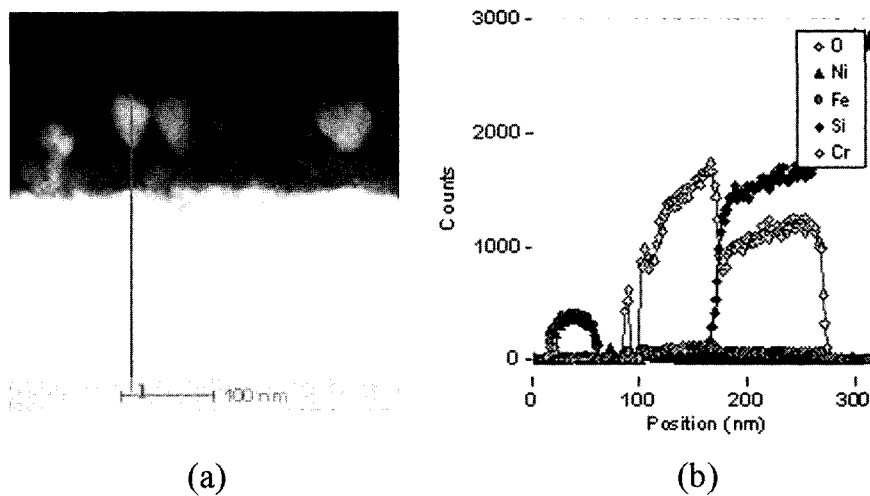 1
100 nm
(a)
3000
2000
1000
0
Counts
O
Ni
Fe
Si
Cr
0 100 200 300
Position (nm)
(b)